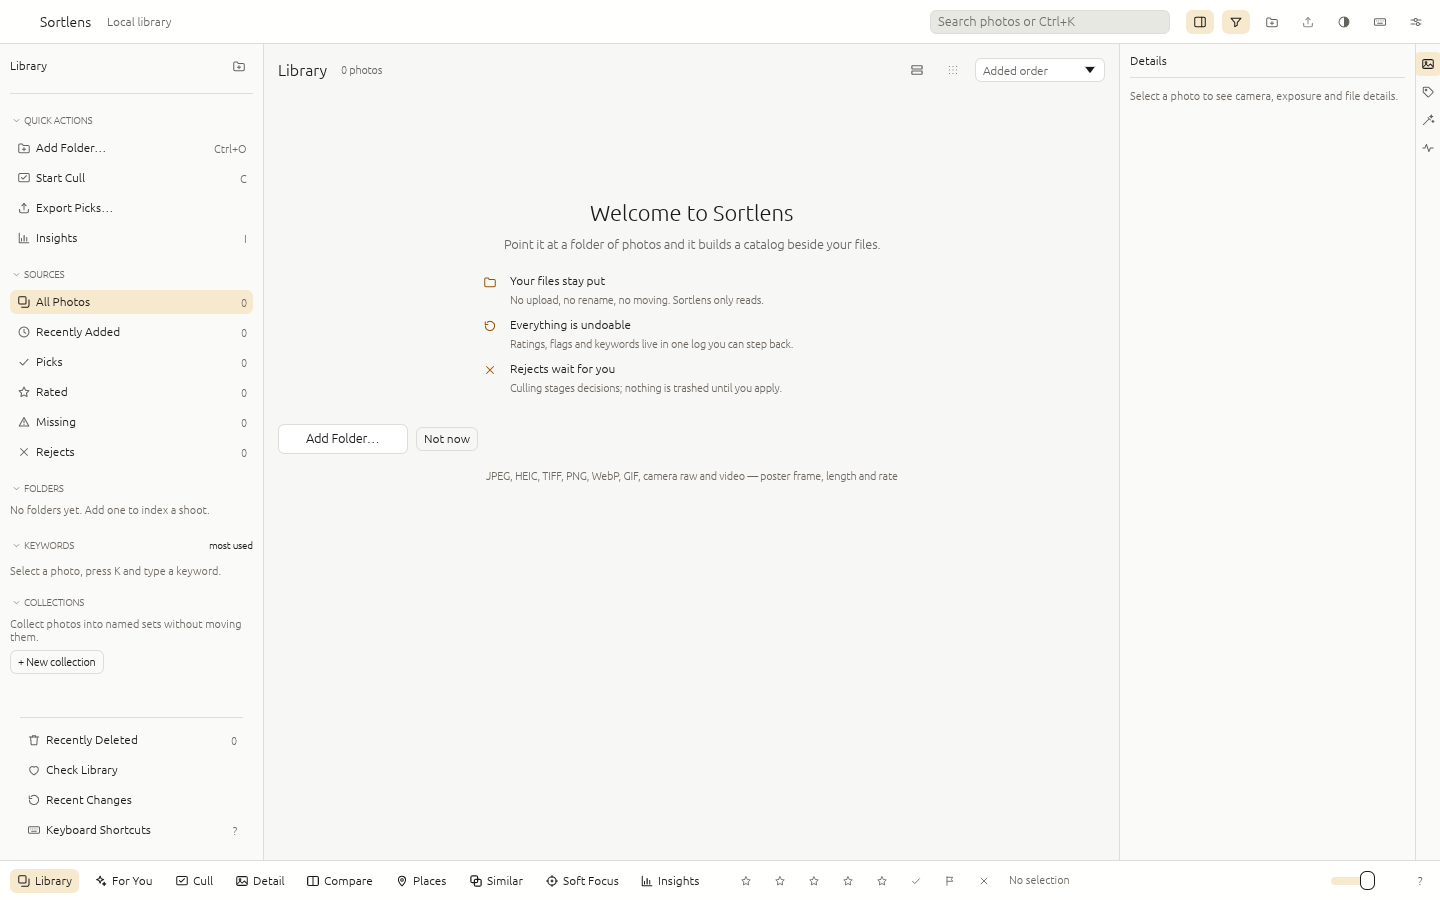 Sortlens
Local library
Search photos or Ctrl+K
Library
QUICK ACTIONS
Add Folder… Ctrl+O
Start Cull C
Export Picks…
Insights I
SOURCES
All Photos 0
Recently Added 0
Picks 0
Rated 0
Missing 0
Rejects 0
FOLDERS
No folders yet. Add one to index a shoot.
KEYWORDS most used
Select a photo, press K and type a keyword.
COLLECTIONS
Collect photos into named sets without moving
them.
+ New collection
Recently Deleted 0
Check Library
Recent Changes
Keyboard Shortcuts ?
Library 0 photos
Added order
Welcome to Sortlens
Point it at a folder of photos and it builds a catalog beside your files.
Your files stay put
No upload, no rename, no moving. Sortlens only reads.
Everything is undoable
Ratings, flags and keywords live in one log you can step back.
Rejects wait for you
Culling stages decisions; nothing is trashed until you apply.
Add Folder… Not now
JPEG, HEIC, TIFF, PNG, WebP, GIF, camera raw and video — poster frame, length and rate
Details
Select a photo to see camera, exposure and file details.
Library For You Cull Detail Compare Places Similar Soft Focus Insights No selection ?